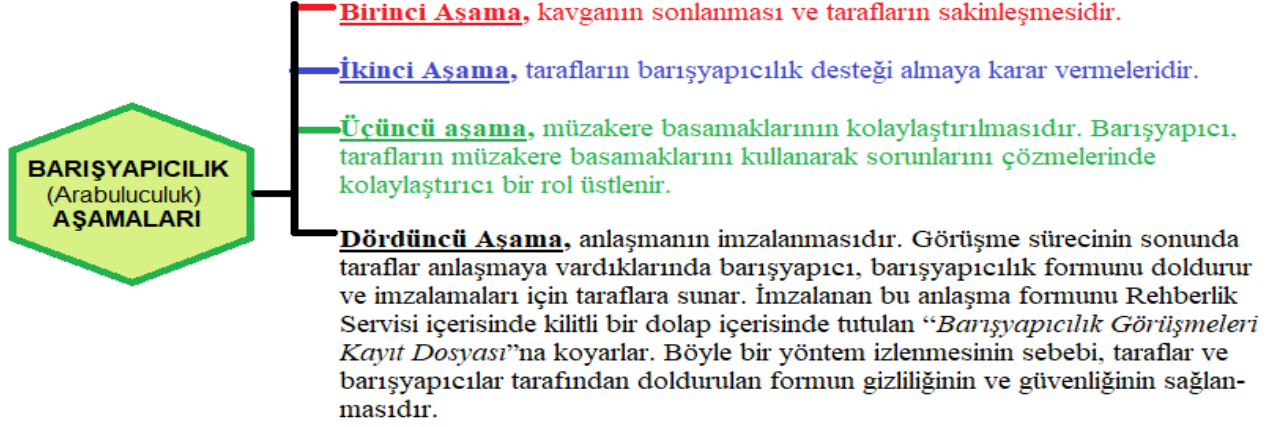 BARIŞYAPICILIK
(Arabuluculuk)
AŞAMALARI
Birinci Aşama, kavganın sonlanması ve tarafların sakinleşmesidir.
İkinci Aşama, tarafların barışyapıcılık desteği almaya karar vermeleridir.
Üçüncü aşama, müzakere basamaklarının kolaylaştırılmasıdır. Barışyapıcı,
tarafların müzakere basamaklarını kullanarak sorunlarını çözmelerinde
kolaylaştırıcı bir rol üstlenir.
Dördüncü Aşama, anlaşmanın imzalanmasıdır. Görüşme sürecinin sonunda
taraflar anlaşmaya vardıklarında barışyapıcı, barışyapıcılık formunu doldurur
ve imzalamaları için taraflara sunar. İmzalanan bu anlaşma formunu Rehberlik
Servisi içerisinde kilitli bir dolap içerisinde tutulan “Barışyapıcılık Görüşmeleri
Kayıt Dosyası”na koyarlar. Böyle bir yöntem izlenmesinin sebebi, taraflar ve
barışyapıcılar tarafından doldurulan formun gizliliğinin ve güvenliğinin sağlan-
masıdır.